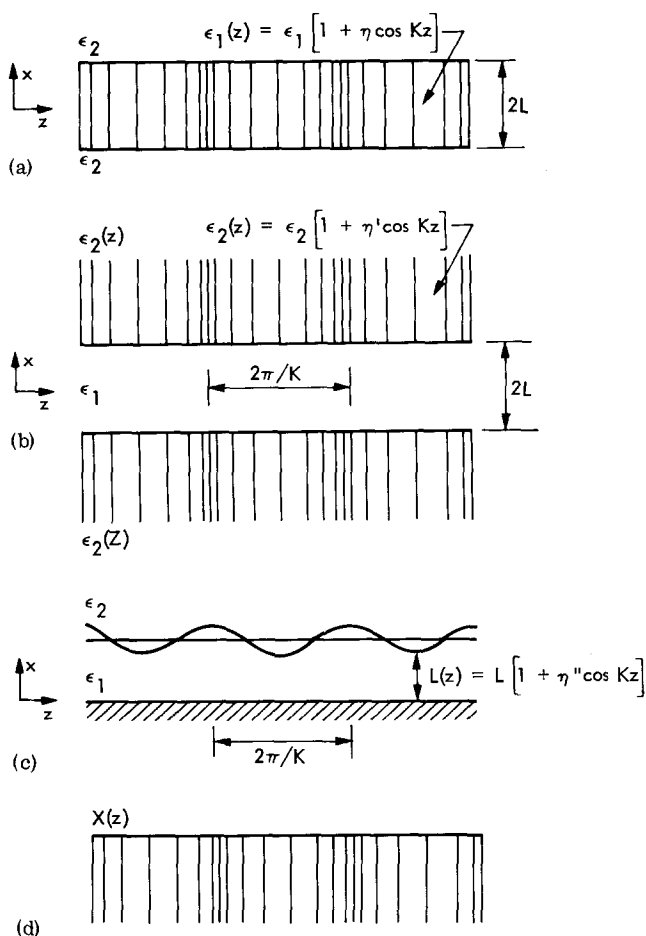 ϵ₂
ϵ₁(z) = ϵ₁ [1 + η cos Kz]
x
z
2L
ϵ₂
(a)
ϵ₂(z)
ϵ₂(z) = ϵ₂ [1 + η' cos Kz]
x
z
ϵ₁
2π/K
2L
(b)
ϵ₂(Z)
ϵ₂
x
z
ϵ₁
L(z) = L [1 + η" cos Kz]
2π/K
(c)
X(z)
(d)